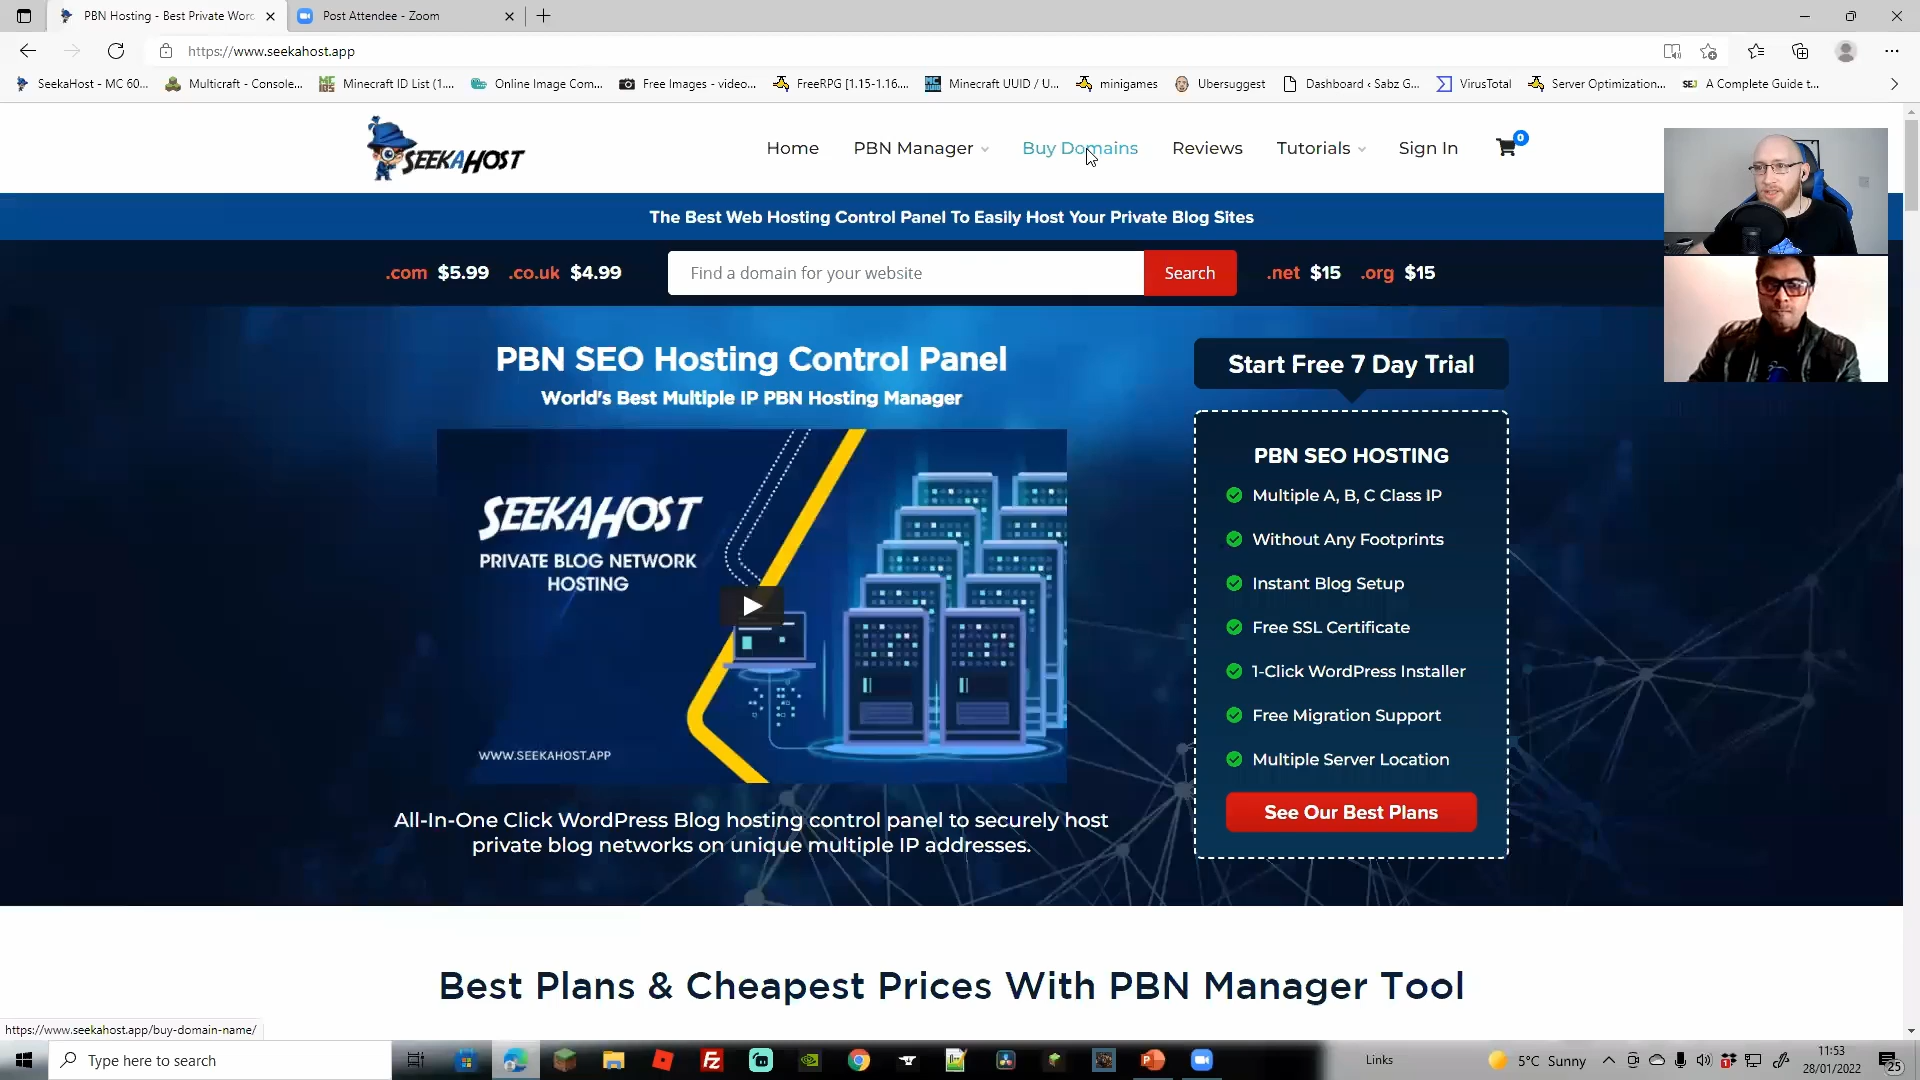 PBN Hosting - Best Private Worc
Post Attendee - Zoom
https://www.seekahost.app
SeekaHost - MC 60...
Multicraft - Console...
Minecraft ID List (1....
Online Image Com...
Free Images - video...
FreeRPG [1.15-1.16....
Minecraft UUID / U...
minigames
Ubersuggest
Dashboard ‹ Sabz G...
VirusTotal
Server Optimization...
SEJ
A Complete Guide t...
SEEKAHOST
Home
PBN Manager
Buy Domains
Reviews
Tutorials
Sign In
0
The Best Web Hosting Control Panel To Easily Host Your Private Blog Sites
.com $5.99 .co.uk $4.99
Find a domain for your website
Search
.net $15 .org $15
PBN SEO Hosting Control Panel
World's Best Multiple IP PBN Hosting Manager
SEEKAHOST
PRIVATE BLOG NETWORK
HOSTING
WWW.SEEKAHOST.APP
All-In-One Click WordPress Blog hosting control panel to securely host
private blog networks on unique multiple IP addresses.
Start Free 7 Day Trial
PBN SEO HOSTING
Multiple A, B, C Class IP
Without Any Footprints
Instant Blog Setup
Free SSL Certificate
1-Click WordPress Installer
Free Migration Support
Multiple Server Location
See Our Best Plans
Best Plans & Cheapest Prices With PBN Manager Tool
https://www.seekahost.app/buy-domain-name/
Type here to search
Links
5°C Sunny
11:53
28/01/2022
25